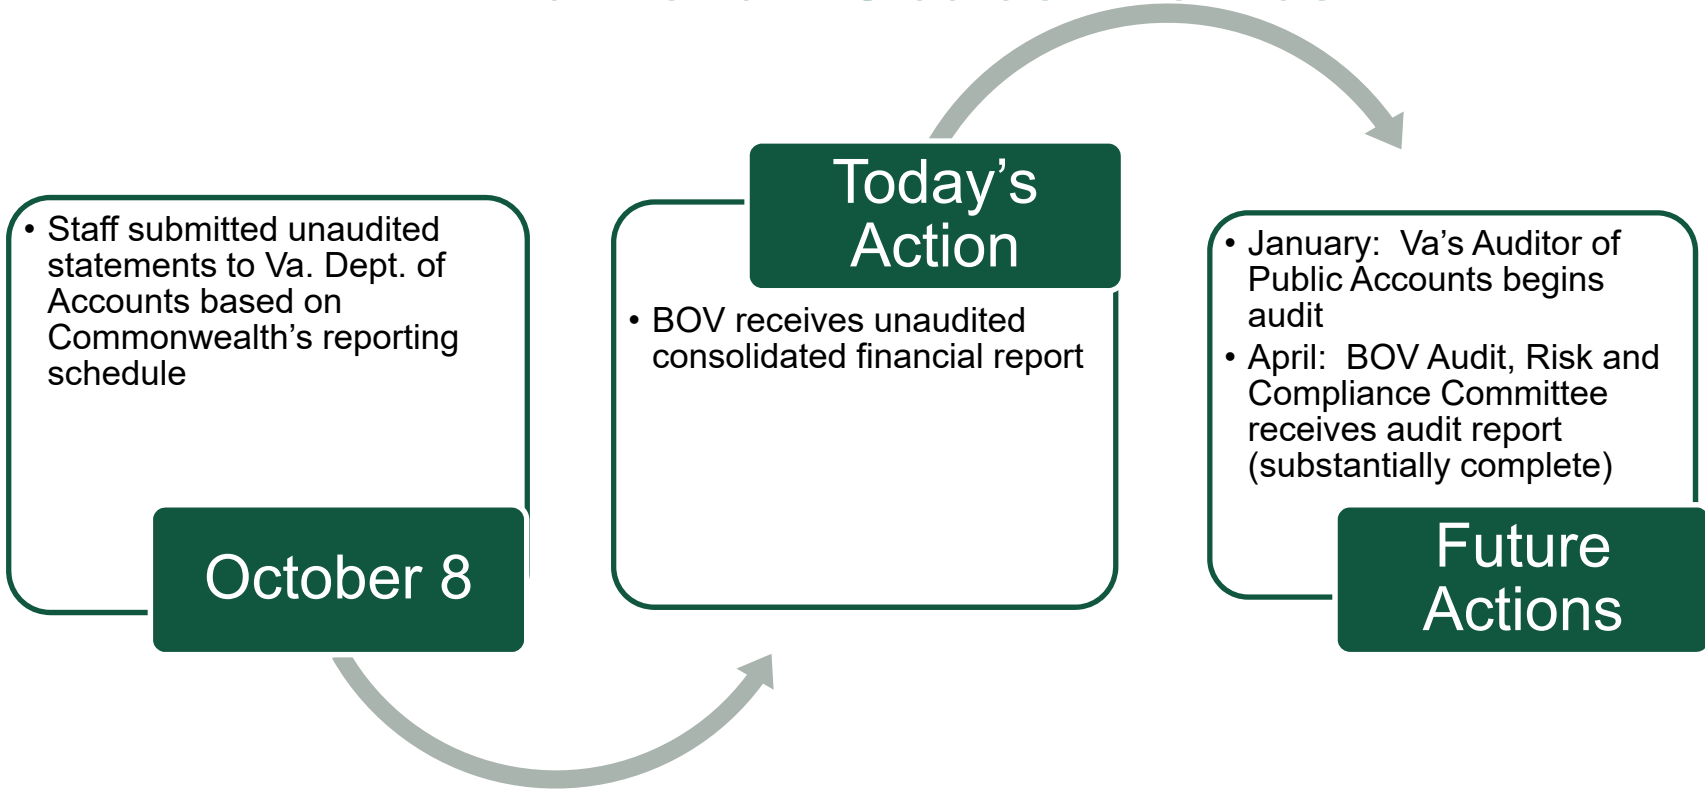 • Staff submitted unaudited
statements to Va. Dept. of
Accounts based on
Commonwealth’s reporting
schedule
October 8
Today’s
Action
• BOV receives unaudited
consolidated financial report
• January:  Va’s Auditor of
Public Accounts begins
audit
• April:  BOV Audit, Risk and
Compliance Committee
receives audit report
(substantially complete)
Future
Actions